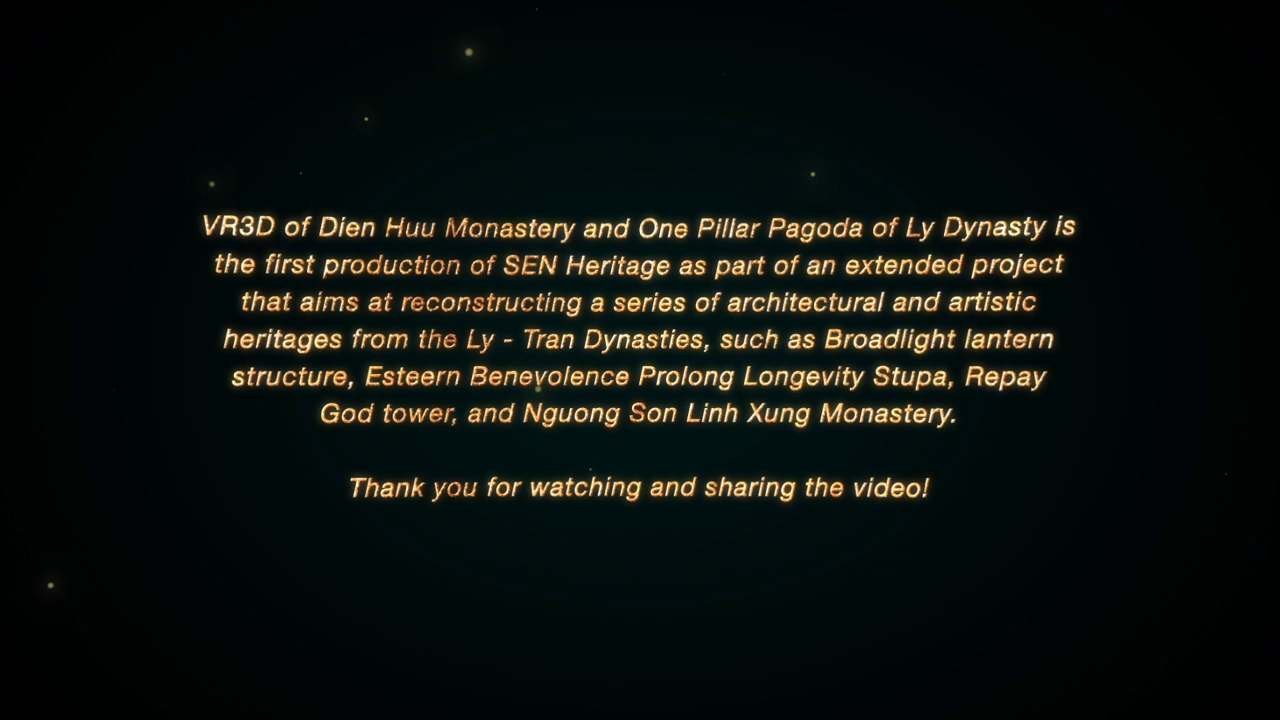 VR3D of Dien Huu Monastery and One Pillar Pagoda of Ly Dynasty is
the first production of SEN Heritage as part of an extended project
that aims at reconstructing a series of architectural and artistic
heritages from the Ly - Tran Dynasties, such as Broadlight lantern
structure, Esteern Benevolence Prolong Longevity Stupa, Repay
God tower, and Nguong Son Linh Xung Monastery.
Thank you for watching and sharing the video!